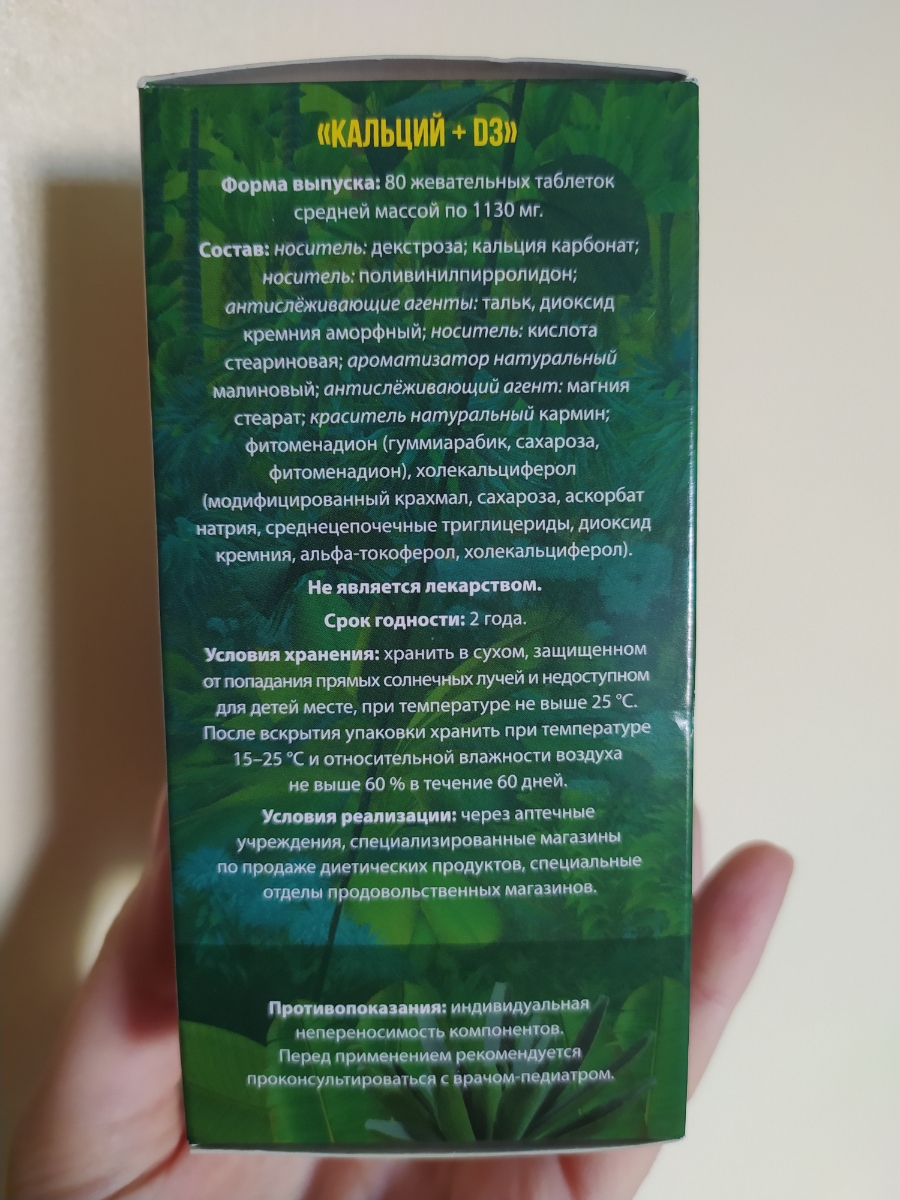 «КАЛЬЦИЙ + D3»
Форма выпуска: 80 жевательных таблеток
средней массой по 1130 мг.
Состав: носитель: декстроза; кальция карбонат;
носитель: поливинилпирролидон;
антислёживающие агенты: тальк, диоксид
кремния аморфный; носитель: кислота
стеариновая; ароматизатор натуральный
малиновый; антислёживающий агент: магния
стеарат; краситель натуральный кармин;
фитоменадион (гуммиарабик, сахароза,
фитоменадион), холекальциферол
(модифицированный крахмал, сахароза, аскорбат
натрия, среднецепочечные триглицериды, диоксид
кремния, альфа-токоферол, холекальциферол).
Не является лекарством.
Срок годности: 2 года.
Условия хранения: хранить в сухом, защищенном
от попадания прямых солнечных лучей и недоступном
для детей месте, при температуре не выше 25 °С.
После вскрытия упаковки хранить при температуре
15–25 °С и относительной влажности воздуха
не выше 60 % в течение 60 дней.
Условия реализации: через аптечные
учреждения, специализированные магазины
по продаже диетических продуктов, специальные
отделы продовольственных магазинов.
Противопоказания: индивидуальная
непереносимость компонентов.
Перед применением рекомендуется
проконсультироваться с врачом-педиатром.